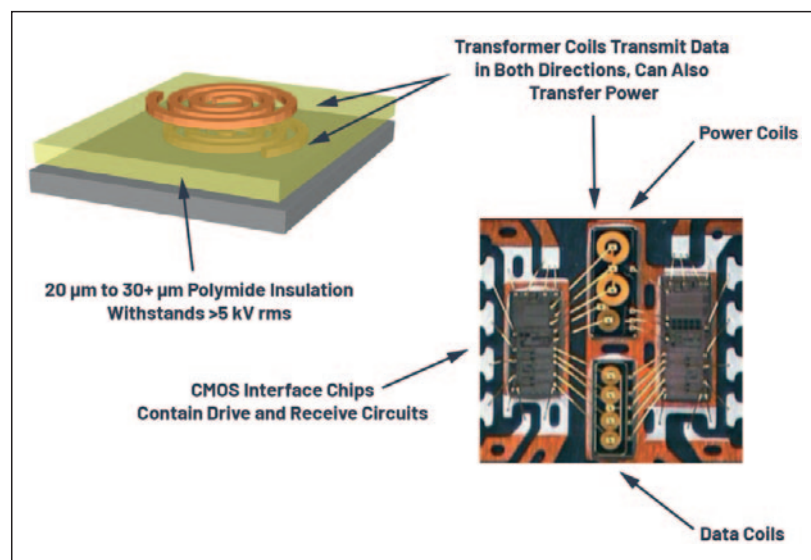 Transformer Coils Transmit Data
in Both Directions, Can Also
Transfer Power
Power Coils
20 µm to 30+ µm Polymide Insulation
Withstands >5 kV rms
CMOS Interface Chips
Contain Drive and Receive Circuits
Data Coils